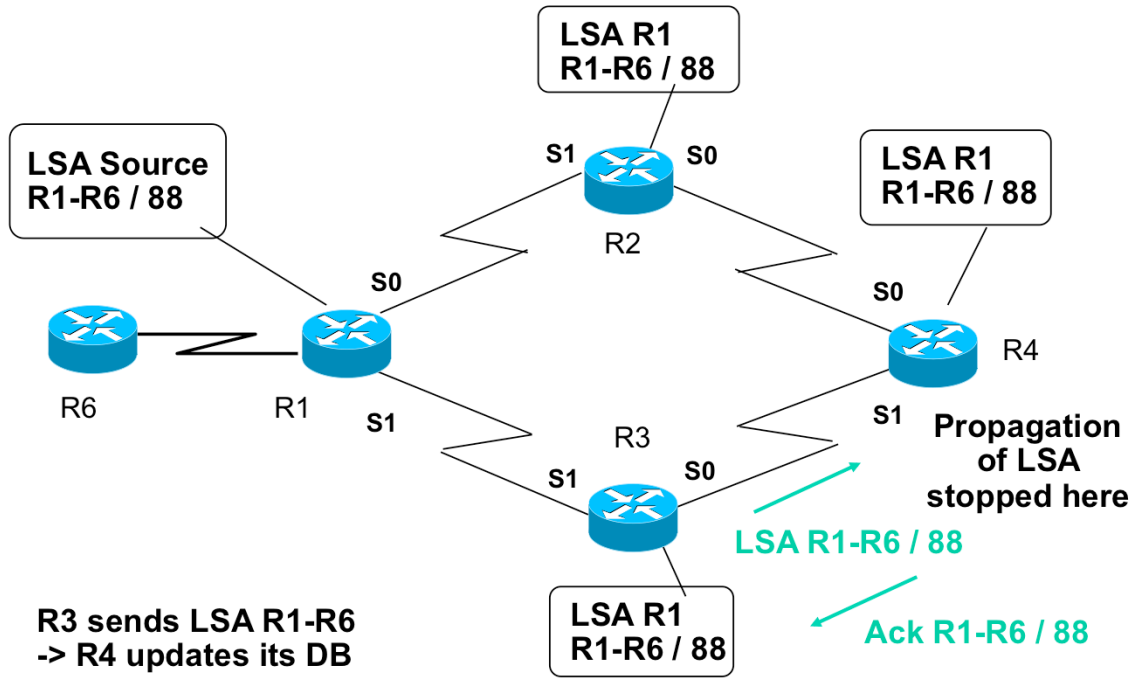 LSA R1
R1-R6 / 88
LSA Source
R1-R6 / 88
LSA R1
R1-R6 / 88
S1
S0
R2
S0
S0
R6
R1
R4
S1
R3
S1
Propagation
of LSA
stopped here
S1
S0
LSA R1-R6 / 88
LSA R1
R1-R6 / 88
Ack R1-R6 / 88
R3 sends LSA R1-R6
-> R4 updates its DB